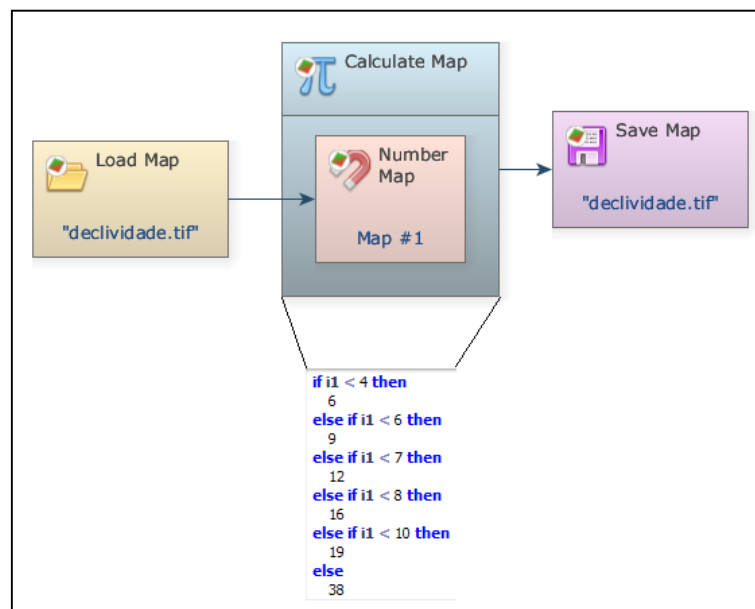 Calculate Map
Load Map
"declividade.tif"
Number
Map
Map #1
Save Map
"declividade.tif"
if i1 < 4 then
6
else if i1 < 6 then
9
else if i1 < 7 then
12
else if i1 < 8 then
16
else if i1 < 10 then
19
else
38